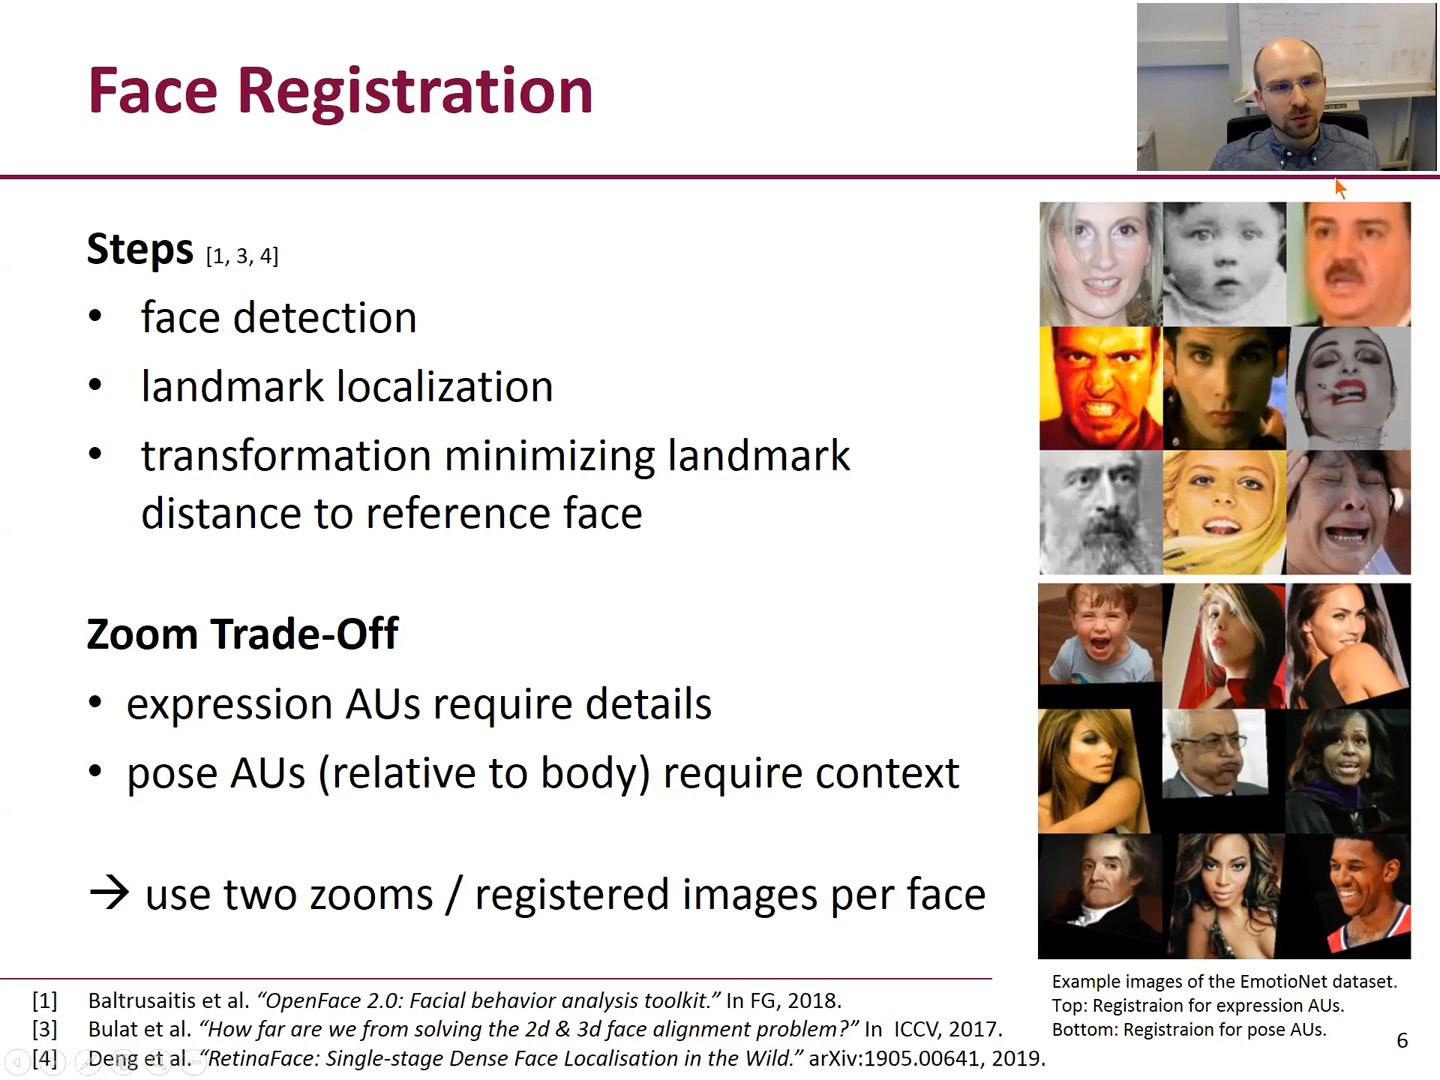 Face Registration
Steps [1, 3, 4]
• face detection
• landmark localization
• transformation minimizing landmark
distance to reference face
Zoom Trade-Off
• expression AUs require details
• pose AUs (relative to body) require context
→ use two zooms / registered images per face
Example images of the EmotioNet dataset.
Top: Registraion for expression AUs.
Bottom: Registraion for pose AUs.
[1] Baltrusaitis et al. “OpenFace 2.0: Facial behavior analysis toolkit.” In FG, 2018.
[3] Bulat et al. “How far are we from solving the 2d & 3d face alignment problem?” In ICCV, 2017.
[4] Deng et al. “RetinaFace: Single-stage Dense Face Localisation in the Wild.” arXiv:1905.00641, 2019.
6